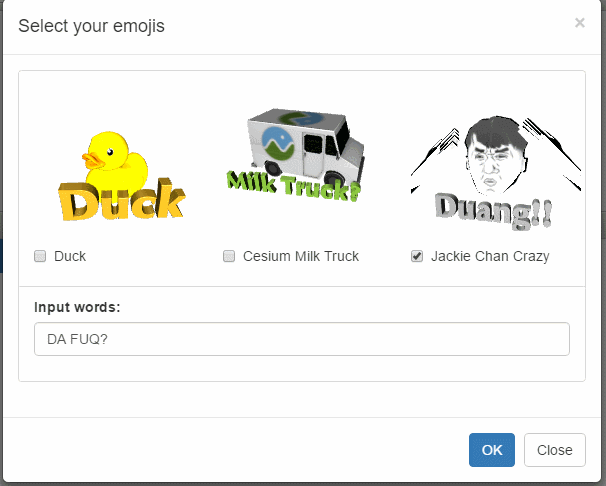 Select your emojis
×
Duck
Milk Truck?
Duang!!
Duck
Cesium Milk Truck
Jackie Chan Crazy
Input words:
DA FUQ?
OK
Close